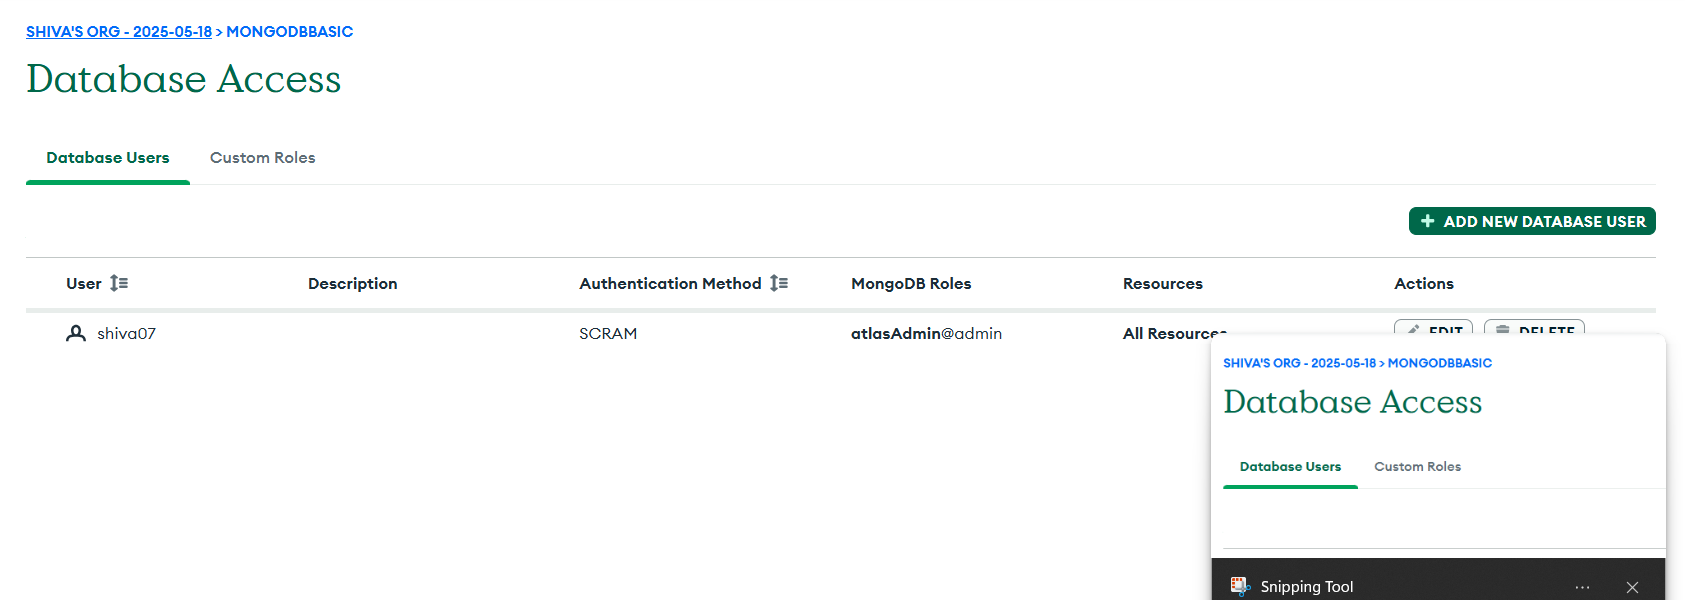 SHIVA'S ORG - 2025-05-18 > MONGODBBASIC
Database Access
Database Users Custom Roles
+ ADD NEW DATABASE USER
User Description Authentication Method MongoDB Roles Resources Actions
shiva07 SCRAM atlasAdmin@admin All Resources EDIT DELETE
SHIVA'S ORG - 2025-05-18 > MONGODBBASIC
Database Access
Database Users Custom Roles
Snipping Tool ...